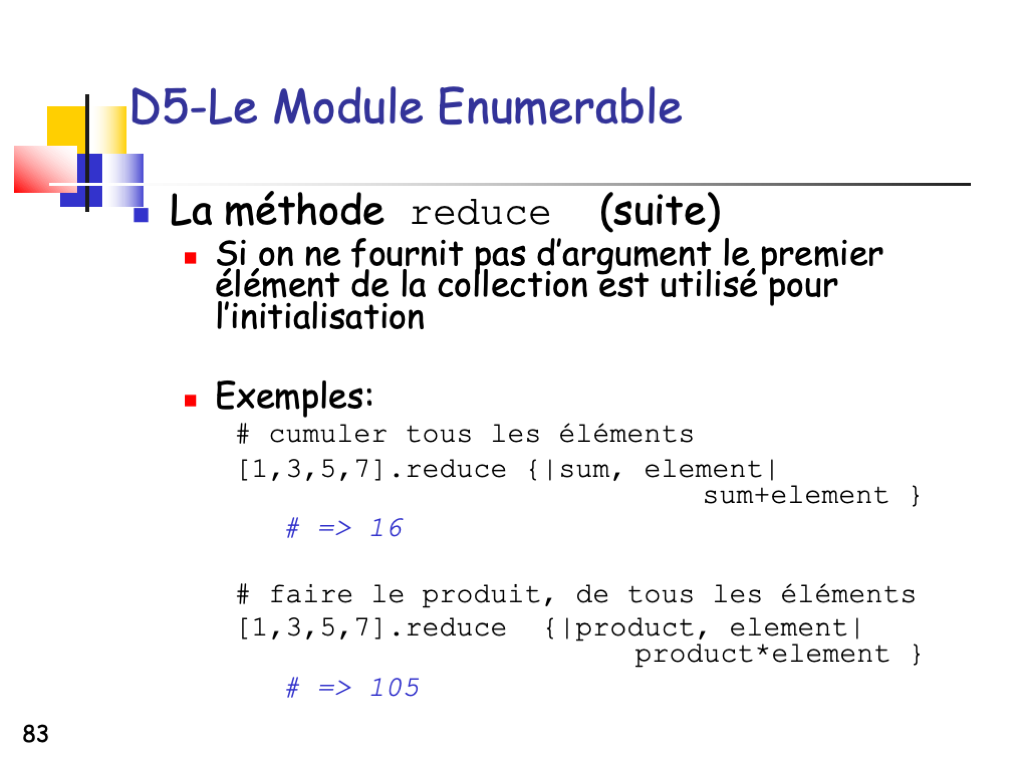 D5-Le Module Enumerable
La méthode reduce (suite)
Si on ne fournit pas d'argument le premier
élément de la collection est utilisé pour
l'initialisation
Exemples:
# cumuler tous les éléments
[1,3,5,7].reduce {|sum, element|
sum+element }
# => 16
# faire le produit, de tous les éléments
[1,3,5,7].reduce {|product, element|
product*element }
# => 105
83